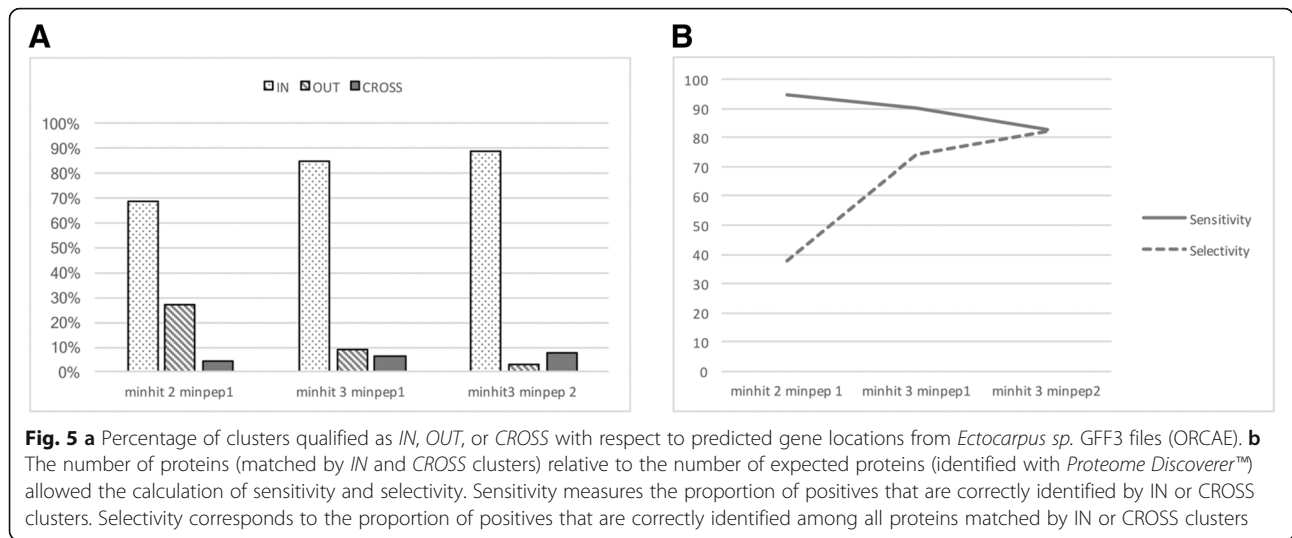 A
B
IN OUT CROSS
100%
90%
80%
70%
60%
50%
40%
30%
20%
10%
0%
minhit 2 minpep1
minhit 3 minpep1
minhit3 minpep 2
100
90
80
70
60
50
40
30
20
10
0
minhit 2 minpep 1
minhit 3 minpep1
minhit 3 minpep2
Sensitivity
Selectivity
Fig. 5 a Percentage of clusters qualified as IN, OUT, or CROSS with respect to predicted gene locations from Ectocarpus sp. GFF3 files (ORCAE). b
The number of proteins (matched by IN and CROSS clusters) relative to the number of expected proteins (identified with Proteome Discoverer™)
allowed the calculation of sensitivity and selectivity. Sensitivity measures the proportion of positives that are correctly identified by IN or CROSS
clusters. Selectivity corresponds to the proportion of positives that are correctly identified among all proteins matched by IN or CROSS clusters